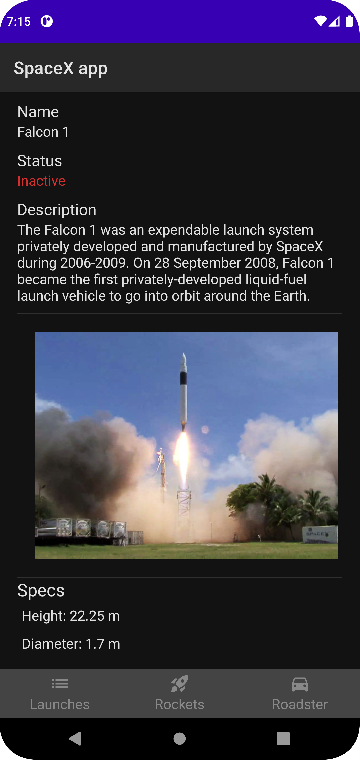 7:15
SpaceX app
Name
Falcon 1
Status
Inactive
Description
The Falcon 1 was an expendable launch system
privately developed and manufactured by SpaceX
during 2006-2009. On 28 September 2008, Falcon 1
became the first privately-developed liquid-fuel
launch vehicle to go into orbit around the Earth.
Specs
Height: 22.25 m
Diameter: 1.7 m
Launches
Rockets
Roadster